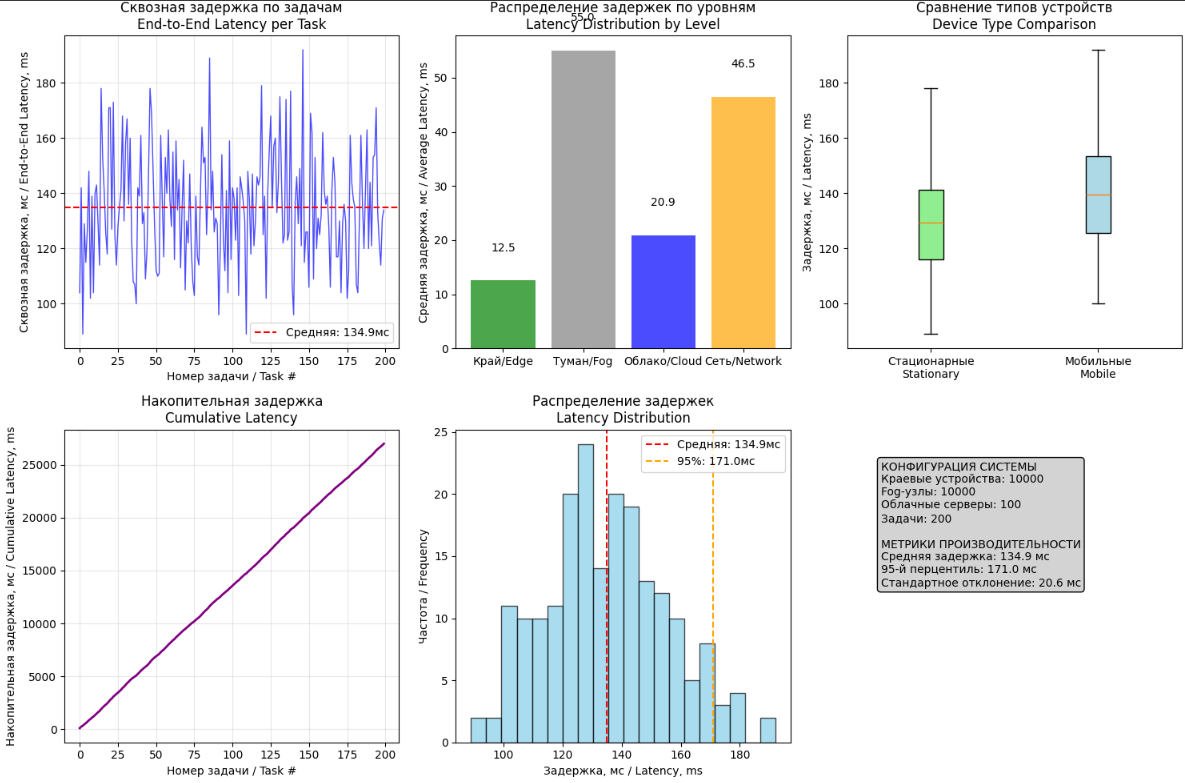 Сквозная задержка по задачам
End-to-End Latency per Task
Сквозная задержка, мс / End-to-End Latency, ms
180
160
140
120
100
Средняя: 134.9мс
0 25 50 75 100 125 150 175 200
Номер задачи / Task #
Распределение задержек по уровням
55.0
Latency Distribution by Level
Средняя задержка, мс / Average Latency, ms
50
40
30
20
10
0
12.5
20.9
46.5
Край/Edge Туман/Fog Облако/Cloud Сеть/Network
Сравнение типов устройств
Device Type Comparison
Задержка, мс / Latency, ms
180
160
140
120
100
Стационарные
Stationary
Мобильные
Mobile
Накопительная задержка
Cumulative Latency
Накопительная задержка, мс / Cumulative Latency, ms
25000
20000
15000
10000
5000
0
0 25 50 75 100 125 150 175 200
Номер задачи / Task #
Распределение задержек
Latency Distribution
Частота / Frequency
25
20
15
10
5
0
Средняя: 134.9мс
95%: 171.0мс
100 120 140 160 180
Задержка, мс / Latency, ms
КОНФИГУРАЦИЯ СИСТЕМЫ
Краевые устройства: 10000
Fog-узлы: 10000
Облачные серверы: 100
Задачи: 200
МЕТРИКИ ПРОИЗВОДИТЕЛЬНОСТИ
Средняя задержка: 134.9 мс
95-й перцентиль: 171.0 мс
Стандартное отклонение: 20.6 мс